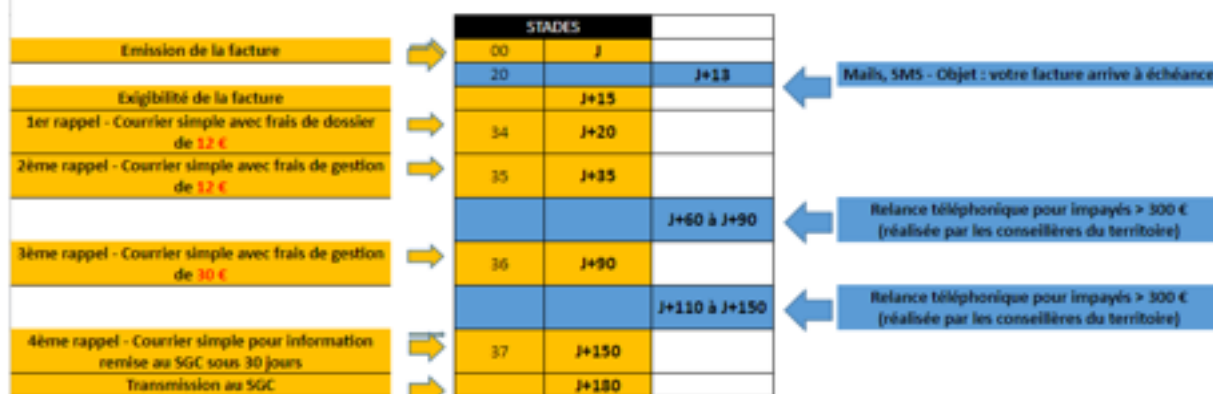 STADES
Emission de la facture 00 J
20 J+13 Mails, SMS - Objet : votre facture arrive à échéance
Exigibilité de la facture J+15
1er rappel - Courrier simple avec frais de dossier
de 12 € 34 J+20
2ème rappel - Courrier simple avec frais de gestion
de 12 € 35 J+35
J+60 à J+90 Relance téléphonique pour impayés > 300 €
(réalisée par les conseillères du territoire)
3ème rappel - Courrier simple avec frais de gestion
de 30 € 36 J+90
J+110 à J+150 Relance téléphonique pour impayés > 300 €
(réalisée par les conseillères du territoire)
4ème rappel - Courrier simple pour information
remise au SGC sous 30 jours 37 J+150
Transmission au SGC J+180